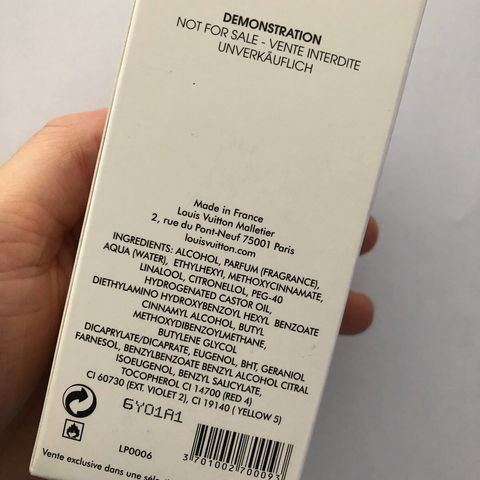 DEMONSTRATION
NOT FOR SALE - VENTE INTERDITE
UNVERKÄUFLICH
Made in France
Louis Vuitton Malletier
2, rue du Pont-Neuf 75001 Paris
louisvuitton.com
INGREDIENTS: ALCOHOL, PARFUM (FRAGRANCE),
AQUA (WATER), ETHYLHEXYL, METHOXYCINNAMATE,
LINALOOL, CITRONELLOL, PEG-40
HYDROGENATED CASTOR OIL,
DIETHYLAMINO HYDROXYBENZOYL HEXYL BENZOATE
CINNAMYL ALCOHOL, BUTYL
METHOXYDIBENZOYLMETHANE,
BUTYLENE GLYCOL
DICAPRYLATE/DICAPRATE, EUGENOL, BHT, GERANIOL
FARNESOL, BENZYLBENZOATE BENZYL ALCOHOL CITRAL
ISOEUGENOL, BENZYL SALICYLATE,
TOCOPHEROL CI 14700 (RED 4)
CI 60730 (EXT. VIOLET 2), CI 19140 ( YELLOW 5)
6Y01A1
LP0006
3701002700093
Vente exclusive dans une